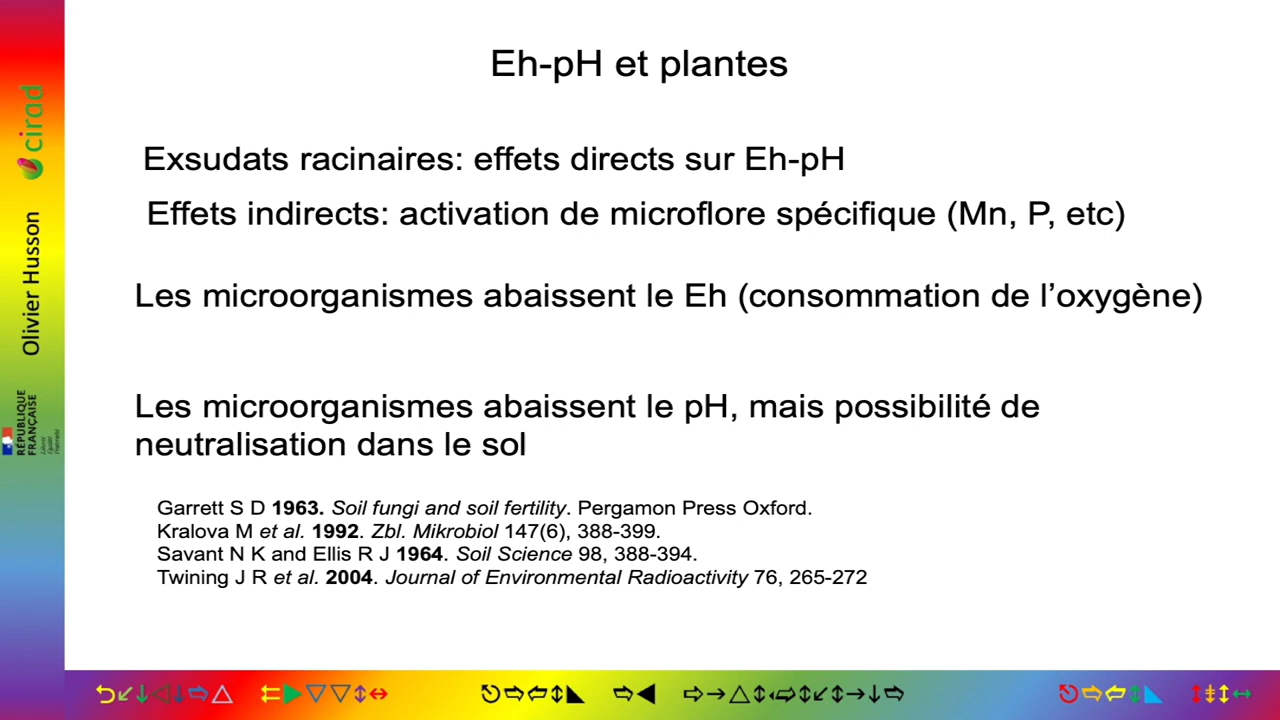 Eh-pH et plantes
Exsudats racinaires: effets directs sur Eh-pH
Effets indirects: activation de microflore spécifique (Mn, P, etc)
Les microorganismes abaissent le Eh (consommation de l’oxygène)
Les microorganismes abaissent le pH, mais possibilité de
neutralisation dans le sol
Garrett S D 1963. Soil fungi and soil fertility. Pergamon Press Oxford.
Kralova M et al. 1992. Zbl. Mikrobiol 147(6), 388-399.
Savant N K and Ellis R J 1964. Soil Science 98, 388-394.
Twining J R et al. 2004. Journal of Environmental Radioactivity 76, 265-272
cirad
Olivier Husson
RÉPUBLIQUE
FRANÇAISE